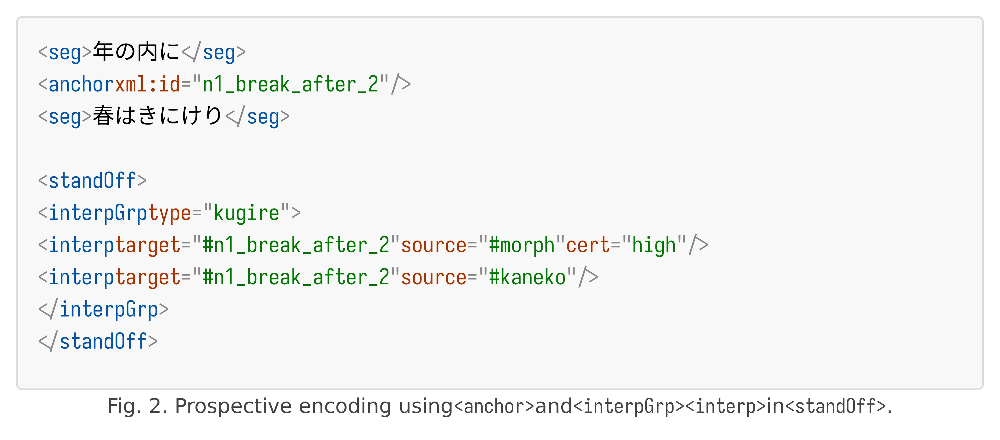 <seg>年の内に</seg>
<anchorxml:id="n1_break_after_2"/>
<seg>春はきにけり</seg>
<standOff>
<interpGrptype="kugire">
<interptarget="#n1_break_after_2"source="#morph"cert="high"/>
<interptarget="#n1_break_after_2"source="#kaneko"/>
</interpGrp>
</standOff>
Fig. 2. Prospective encoding using<anchor>and<interpGrp><interp>in<standOff>.